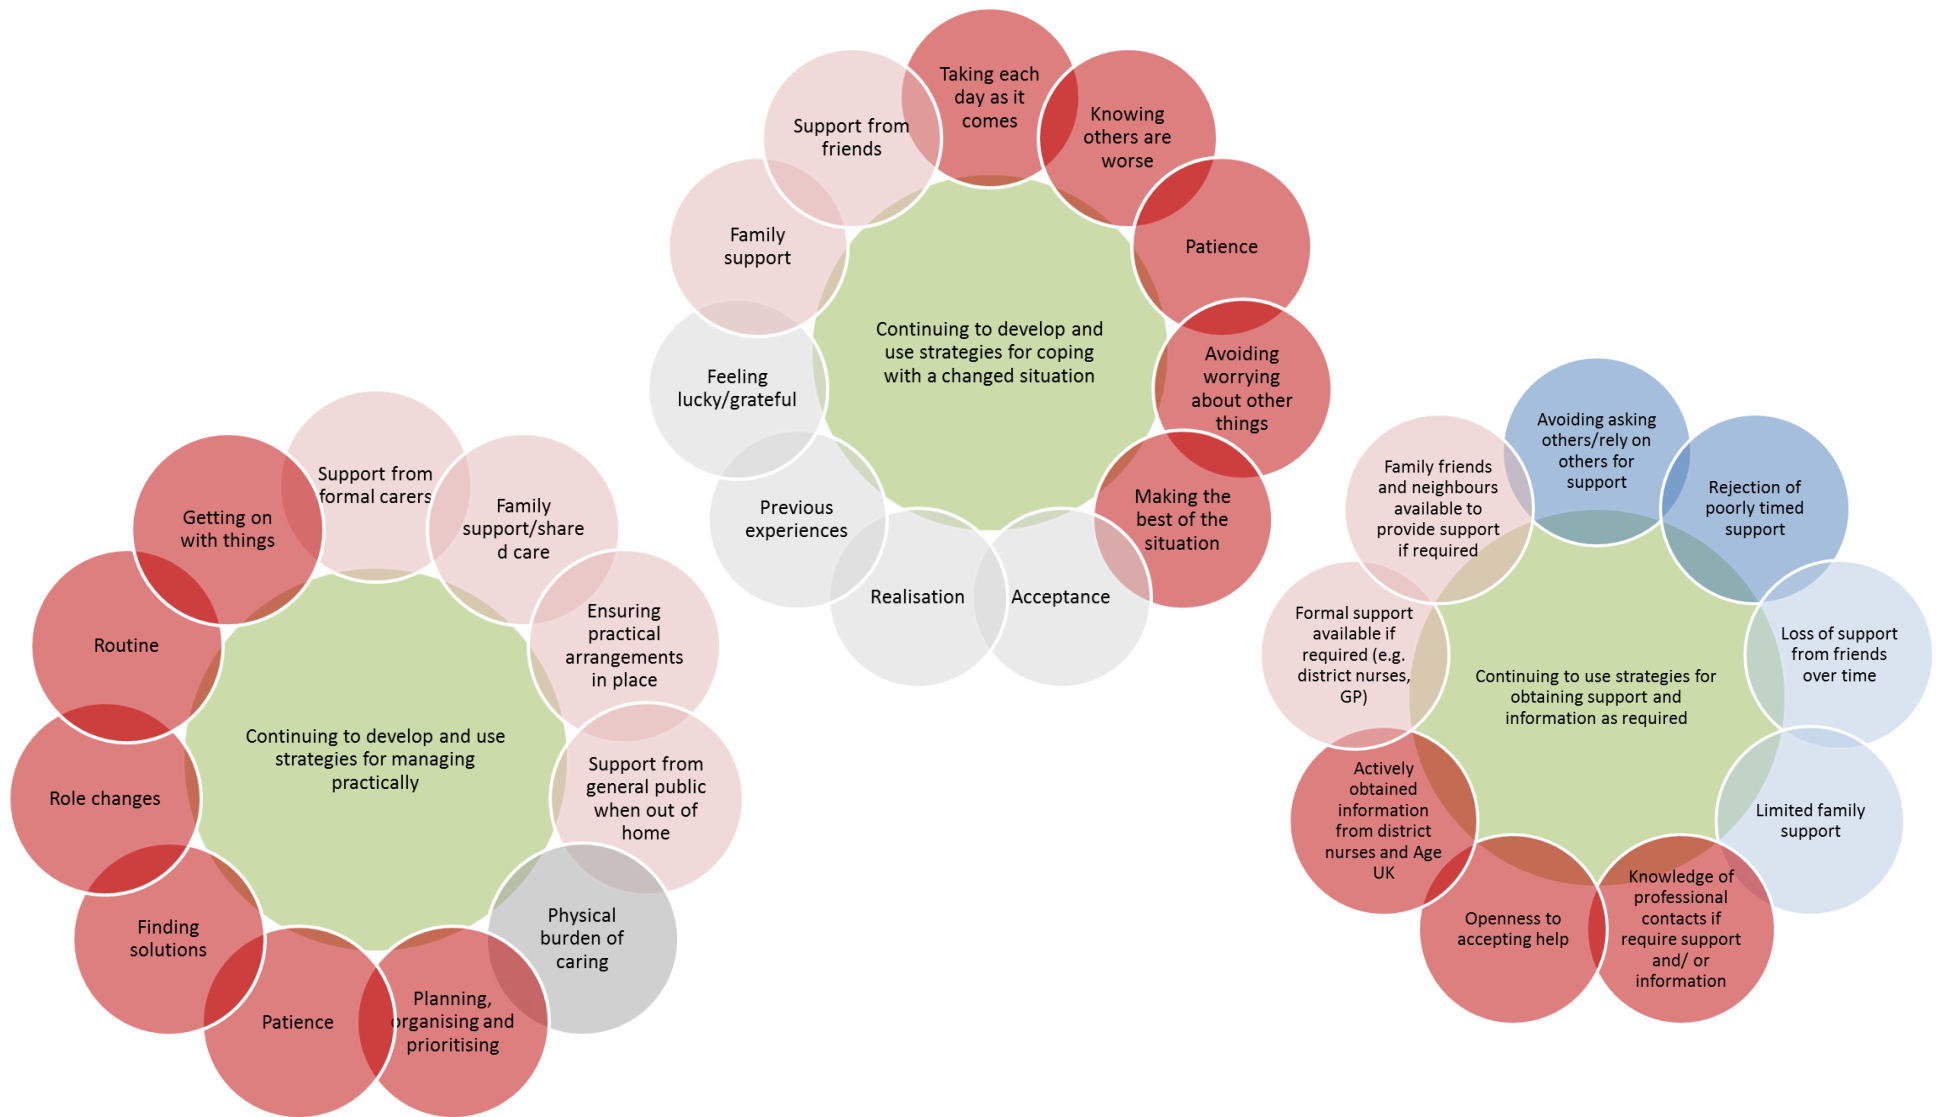 Taking each
day as it
comes
Knowing
others are
worse
Patience
Avoiding
worrying
about other
things
Making the
best of the
situation
Acceptance
Realisation
Previous
experiences
Feeling
lucky/grateful
Family
support
Support from
friends
Continuing to develop and
use strategies for coping
with a changed situation
Support from
formal carers
Family
support/share
d care
Ensuring
practical
arrangements
in place
Support from
general public
when out of
home
Physical
burden of
caring
Planning,
organising and
prioritising
Patience
Finding
solutions
Role changes
Routine
Getting on
with things
Continuing to develop and use
strategies for managing
practically
Avoiding asking
others/rely on
others for
support
Rejection of
poorly timed
support
Loss of support
from friends
over time
Limited family
support
Knowledge of
professional
contacts if
require support
and/ or
information
Openness to
accepting help
Actively
obtained
information
from district
nurses and Age
UK
Formal support
available if
required (e.g.
district nurses,
GP)
Family friends
and neighbours
available to
provide support
if required
Continuing to use strategies for
obtaining support and
information as required